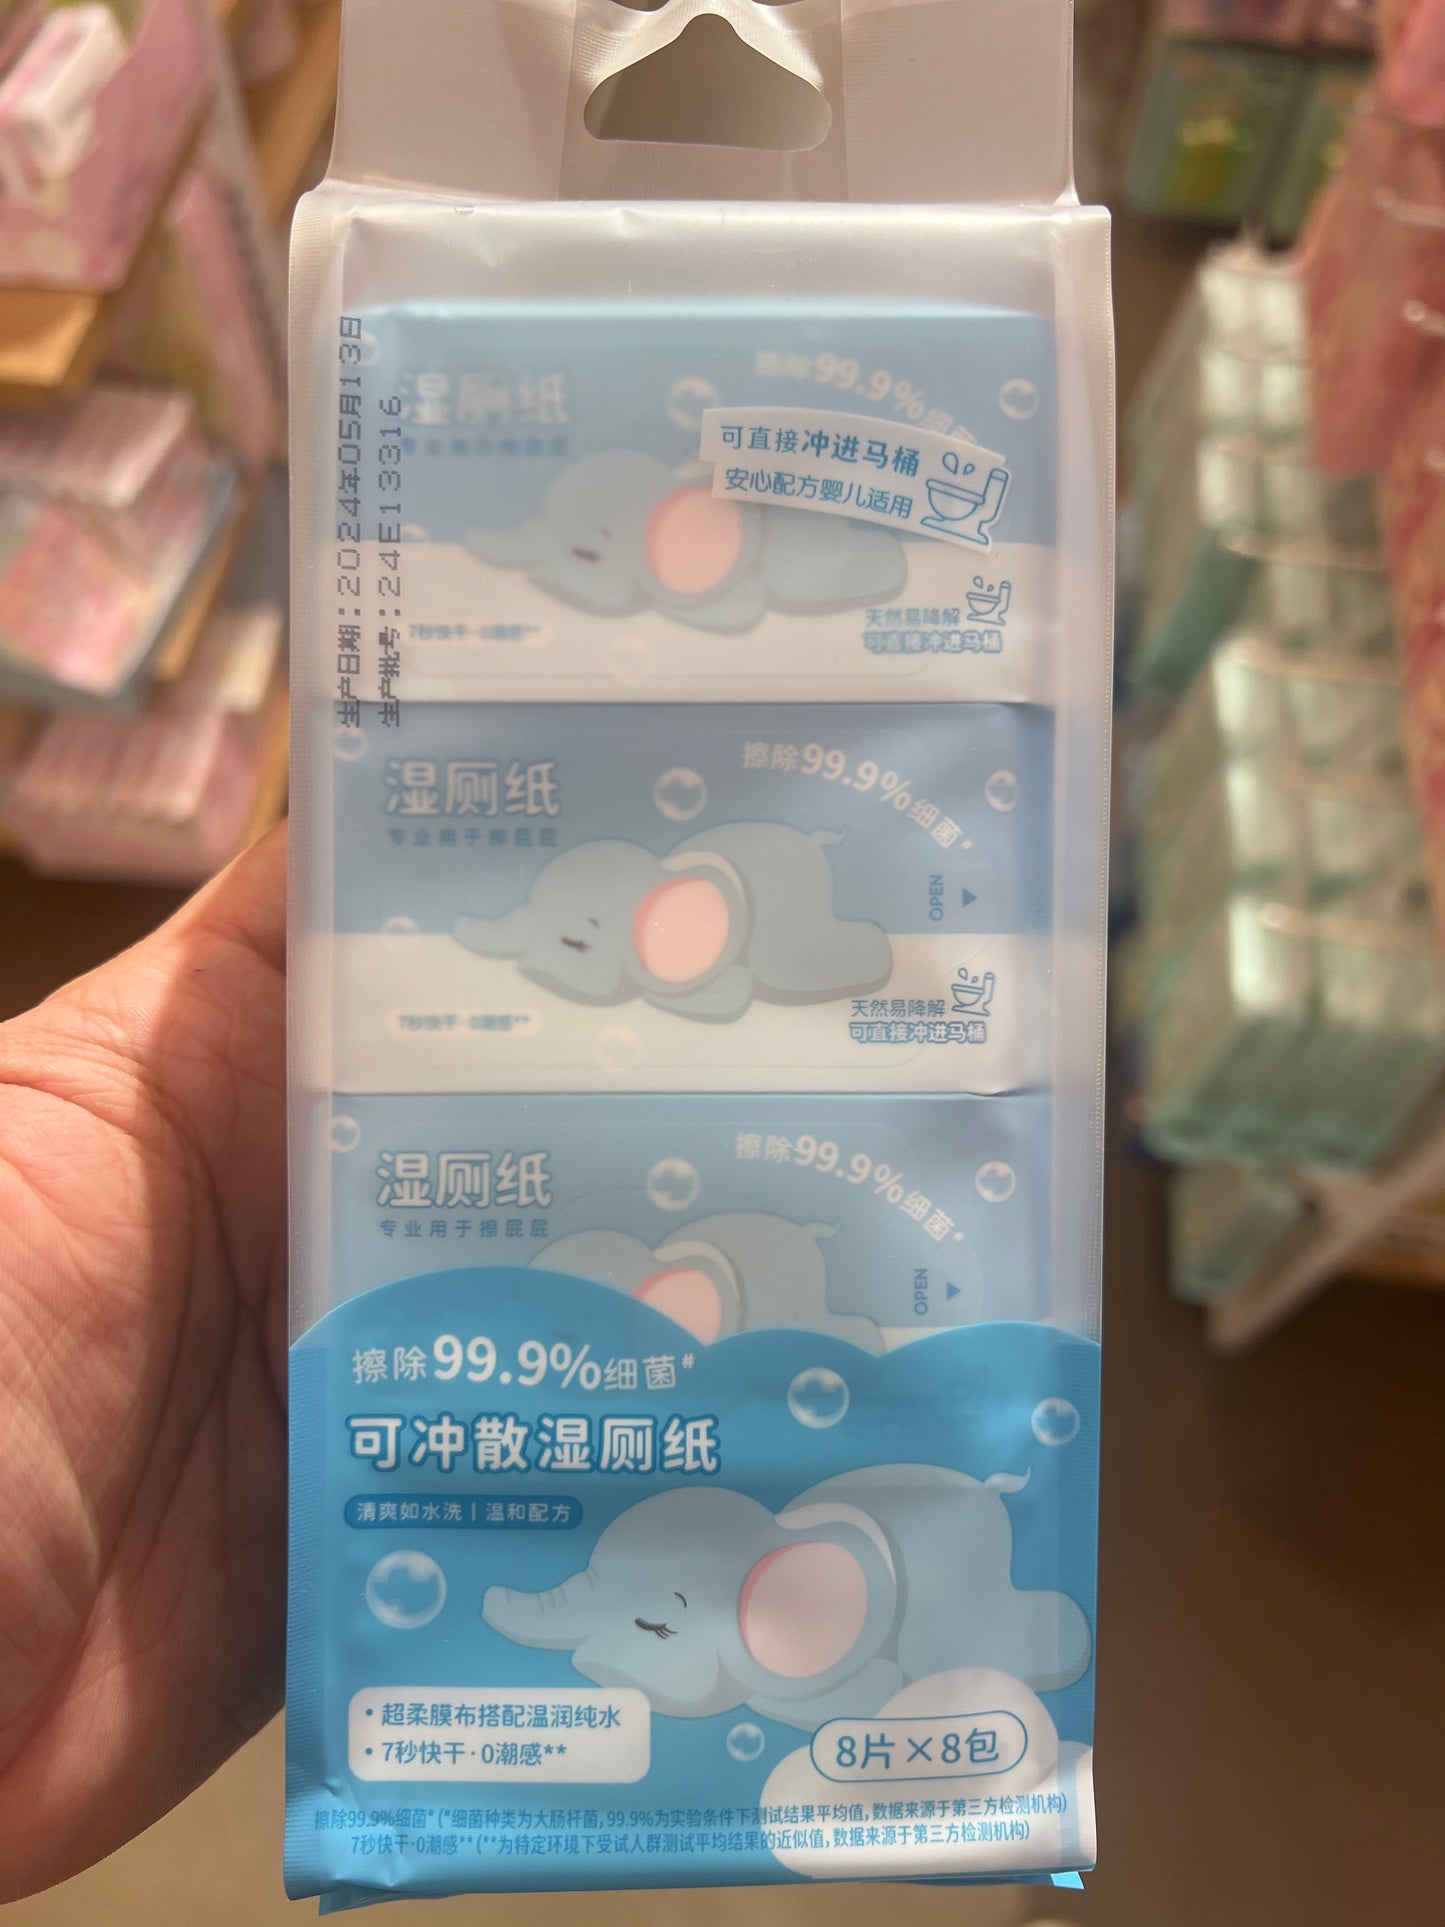 生产日期:2024年05月13日
生产批号:24E13316
湿厕纸
专业用于擦屁屁
擦除99.9%细菌
可直接冲进马桶
安心配方婴儿适用
7秒快干·0潮感**
天然易降解
可直接冲进马桶
湿厕纸
专业用于擦屁屁
擦除99.9%细菌#
OPEN
7秒快干·0潮感**
天然易降解
可直接冲进马桶
湿厕纸
专业用于擦屁屁
擦除99.9%细菌#
OPEN
擦除99.9%细菌#
可冲散湿厕纸
清爽如水洗|温和配方
·超柔膜布搭配温润纯水
·7秒快干·0潮感**
8片×8包
擦除99.9%细菌#(#细菌种类为大肠杆菌,99.9%为实验条件下测试结果平均值,数据来源于第三方检测机构)
7秒快干·0潮感**(**为特定环境下受试人群测试平均结果的近似值,数据来源于第三方检测机构)